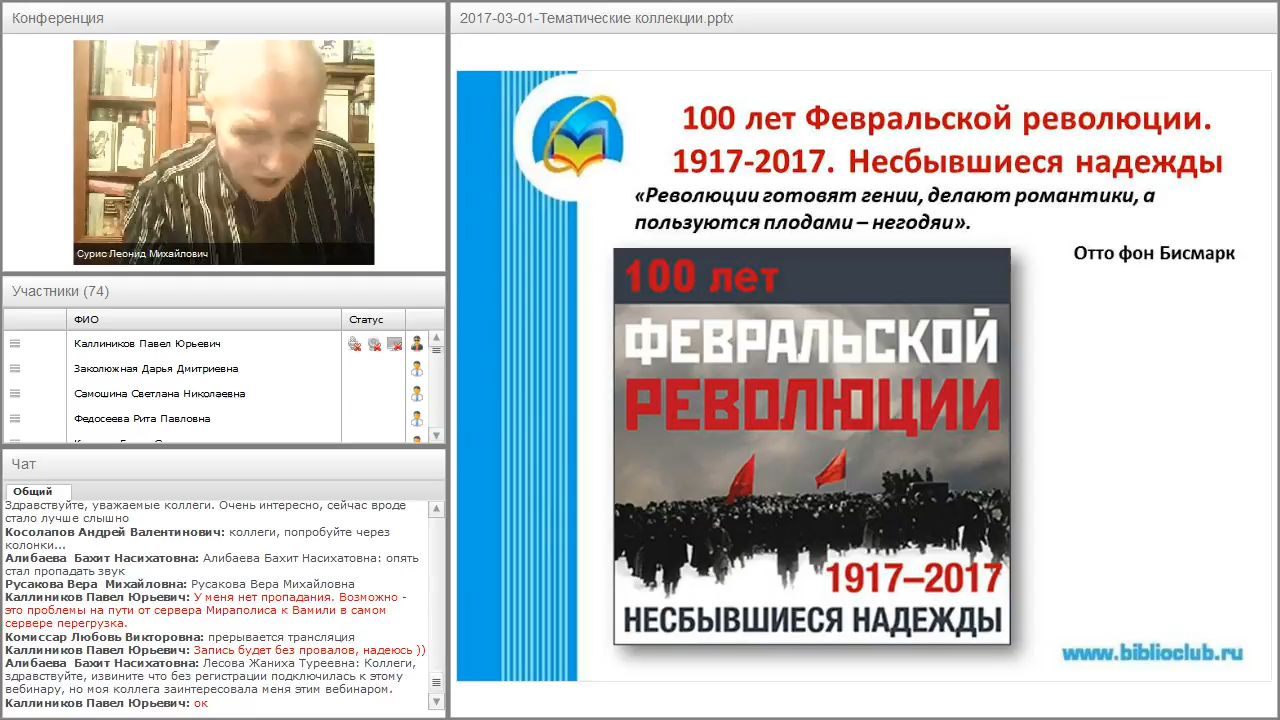 Конференция
Сурис Леонид Михайлович
Участники (74)
ФИО
Статус
Каллиников Павел Юрьевич
Заколюжная Дарья Дмитриевна
Самошина Светлана Николаевна
Федосеева Рита Павловна
Чат
Общий
Здравствуйте, уважаемые коллеги. Очень интересно, сейчас вроде
стало лучше слышно
Косолапов Андрей Валентинович: коллеги, попробуйте через
колонки...
Алибаева Бахит Насихатовна: Алибаева Бахит Насихатовна: опять
стал пропадать звук
Русакова Вера Михайловна: Русакова Вера Михайловна
Каллиников Павел Юрьевич: У меня нет пропадания. Возможно -
это проблемы на пути от сервера Мираполиса к Вамили в самом
сервере перегрузка.
Комиссар Любовь Викторовна: прерывается трансляция
Каллиников Павел Юрьевич: Запись будет без провалов, надеюсь ))
Алибаева Бахит Насихатовна: Лесова Жаниха Туреевна: Коллеги,
здравствуйте, извините что без регистрации подключилась к этому
вебинару, но моя коллега заинтересовала меня этим вебинаром.
Каллиников Павел Юрьевич: ок
2017-03-01-Тематические коллекции.pptx
100 лет Февральской революции.
1917-2017. Несбывшиеся надежды
«Революции готовят гении, делают романтики, а
пользуются плодами – негодяи».
Отто фон Бисмарк
100 лет
ФЕВРАЛЬСКОЙ
РЕВОЛЮЦИИ
1917–2017
НЕСБЫВШИЕСЯ НАДЕЖДЫ
www.biblioclub.ru